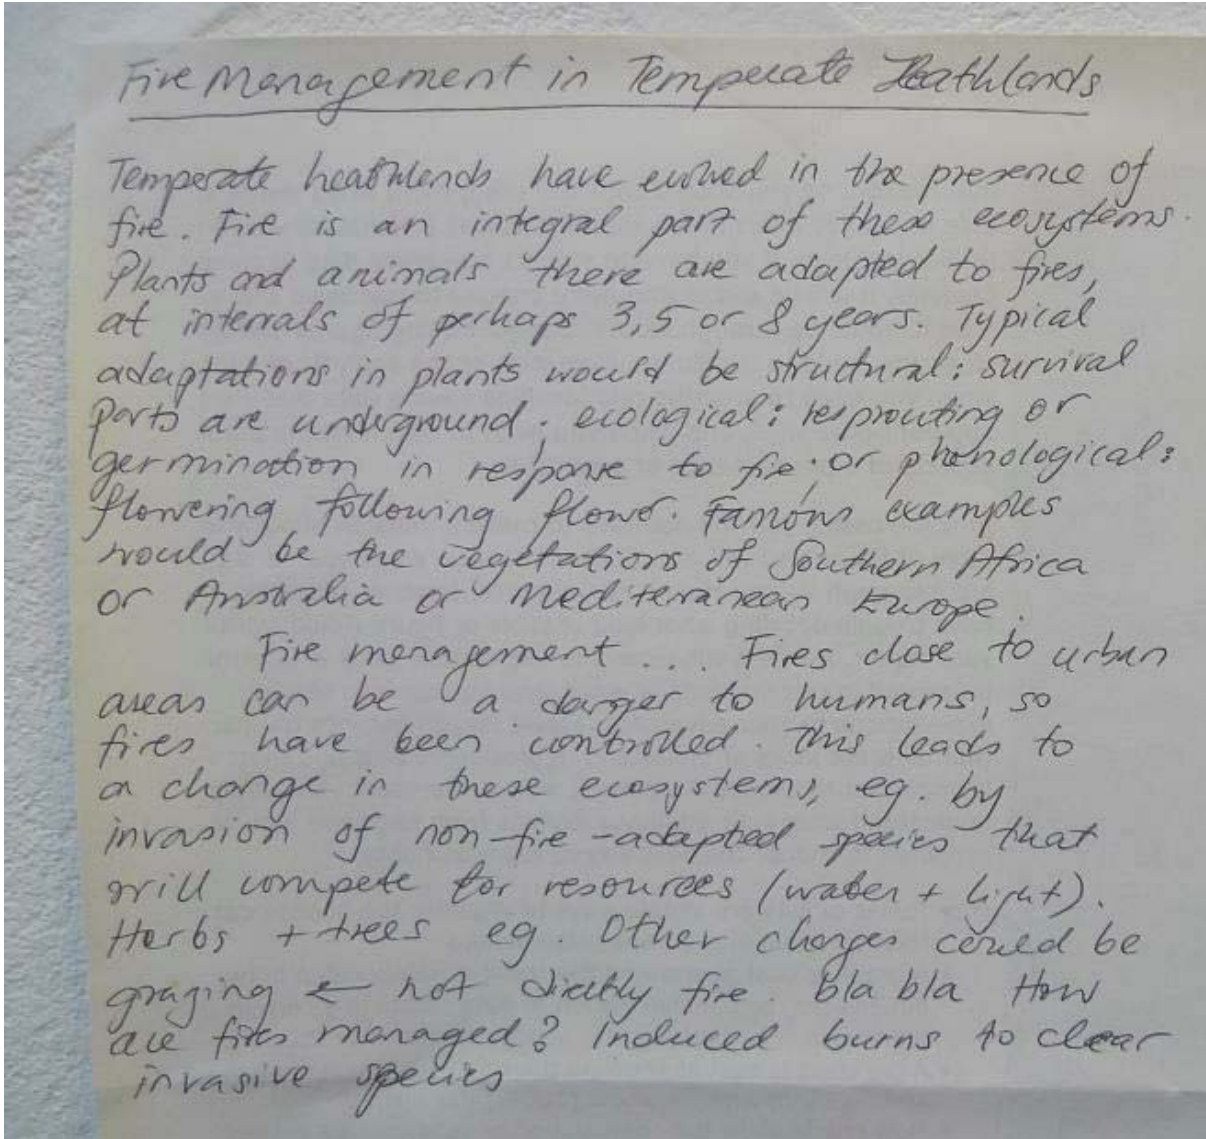 Fire Management in Temperate Heathlands
Temperate heathlands have evolved in the presence of
fire. Fire is an integral part of these ecosystems.
Plants and animals there are adapted to fires,
at intervals of perhaps 3, 5 or 8 years. Typical
adaptations in plants would be structural: survival
parts are underground; ecological: resprouting or
germination in response to fire; or phenological:
flowering following flower. Famous examples
would be the vegetations of Southern Africa
or Australia or Mediterranean Europe.
Fire management ... Fires close to urban
areas can be a danger to humans, so
fires have been controlled. This leads to
a change in these ecosystems, eg. by
invasion of non-fire-adapted species that
will compete for resources (water + light).
Herbs + trees eg. Other changes could be
grazing ← not directly fire. bla bla How
are fires managed? Induced burns to clear
invasive species